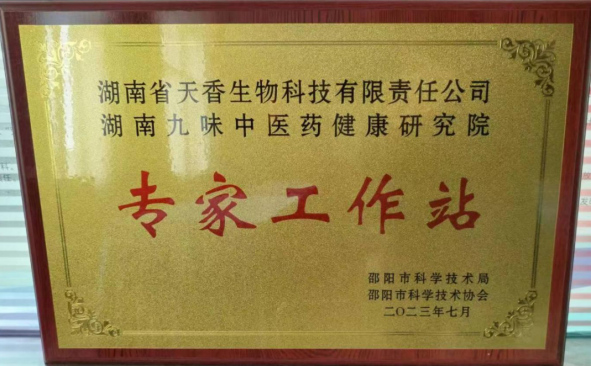 湖南省天香生物科技有限责任公司
湖南九味中医药健康研究院
专家工作站
邵阳市科学技术局
邵阳市科学技术协会
二〇二三年七月